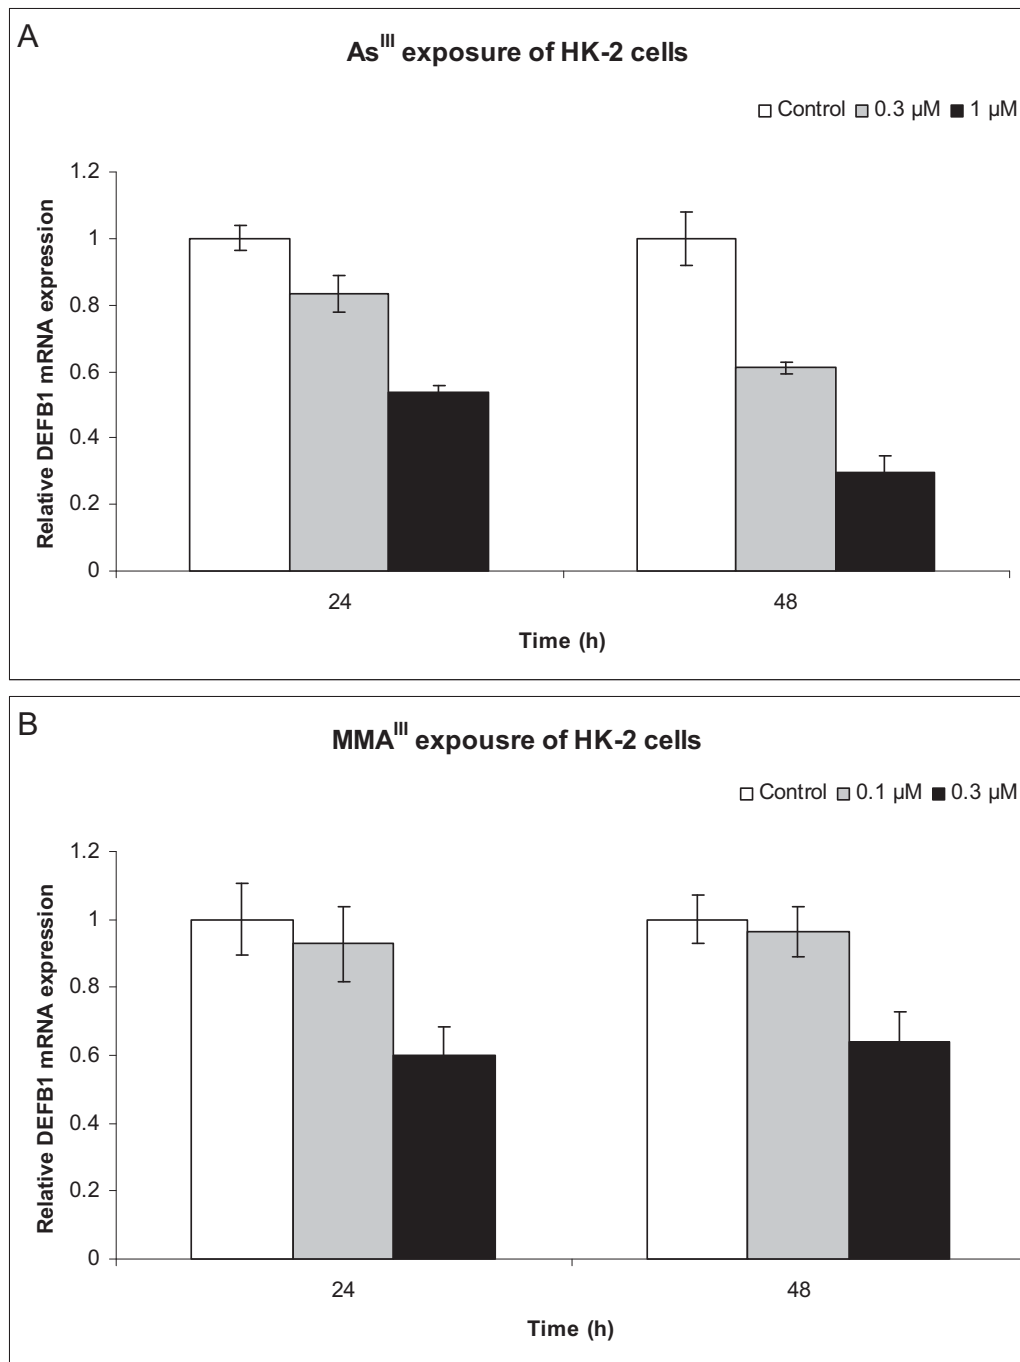 A
As^III exposure of HK-2 cells
Control 0.3 µM 1 µM
Relative DEFB1 mRNA expression
1.2
1
0.8
0.6
0.4
0.2
0
24 48
Time (h)
B
MMA^III expousre of HK-2 cells
Control 0.1 µM 0.3 µM
Relative DEFB1 mRNA expression
1.2
1
0.8
0.6
0.4
0.2
0
24 48
Time (h)